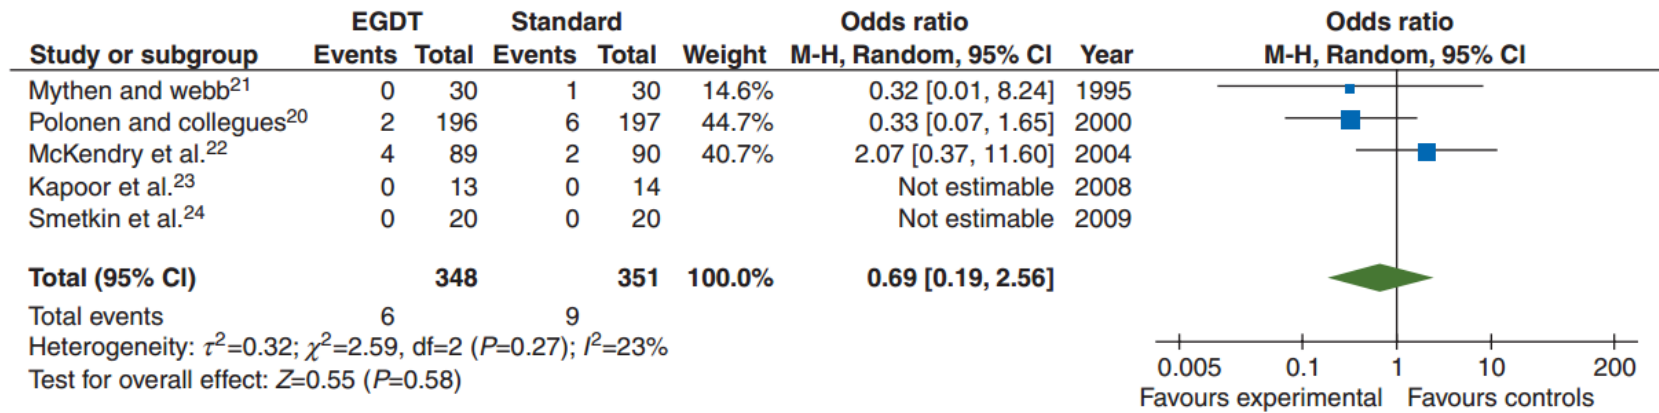 EGDT Standard Odds ratio Odds ratio
Study or subgroup Events Total Events Total Weight M-H, Random, 95% CI Year M-H, Random, 95% CI
Mythen and webb²¹ 0 30 1 30 14.6% 0.32 [0.01, 8.24] 1995
Polonen and collegues²⁰ 2 196 6 197 44.7% 0.33 [0.07, 1.65] 2000
McKendry et al.²² 4 89 2 90 40.7% 2.07 [0.37, 11.60] 2004
Kapoor et al.²³ 0 13 0 14 Not estimable 2008
Smetkin et al.²⁴ 0 20 0 20 Not estimable 2009
Total (95% CI) 348 351 100.0% 0.69 [0.19, 2.56]
Total events 6 9
Heterogeneity: τ²=0.32; χ²=2.59, df=2 (P=0.27); I²=23%
Test for overall effect: Z=0.55 (P=0.58)
0.005 0.1 1 10 200
Favours experimental Favours controls